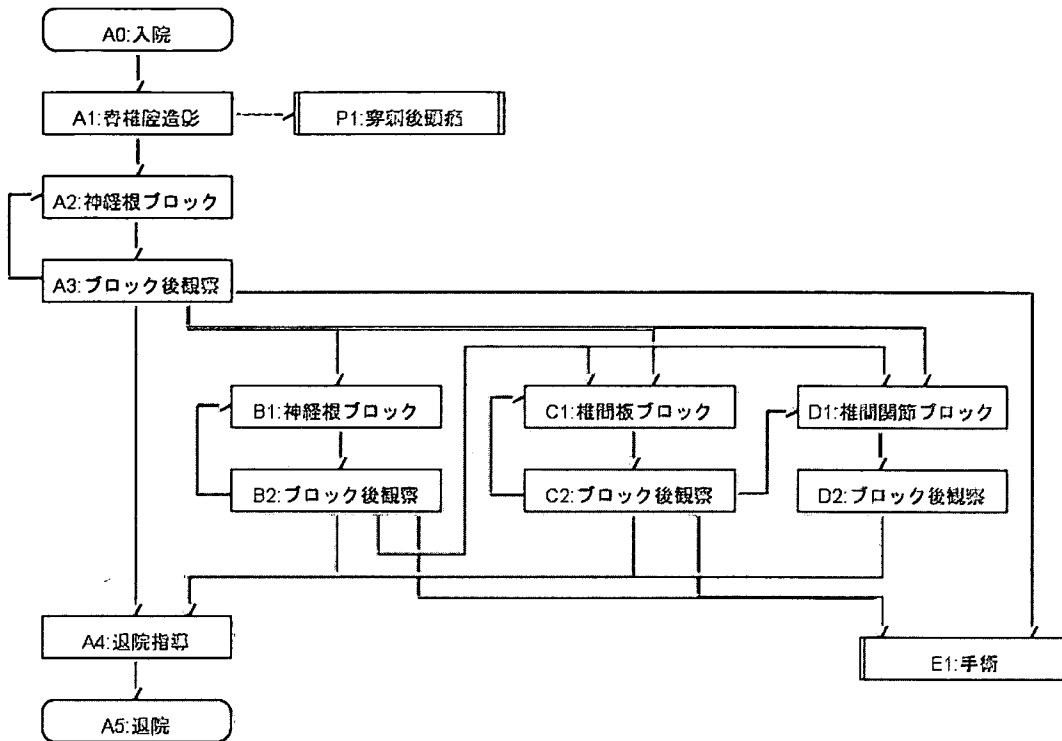 A0:入院
A1:脊椎腔造影
P1:穿刺後頭痛
A2:神経根ブロック
A3:ブロック後観察
B1:神経根ブロック
C1:椎間板ブロック
D1:椎間関節ブロック
B2:ブロック後観察
C2:ブロック後観察
D2:ブロック後観察
A4:退院指導
E1:手術
A5:退院